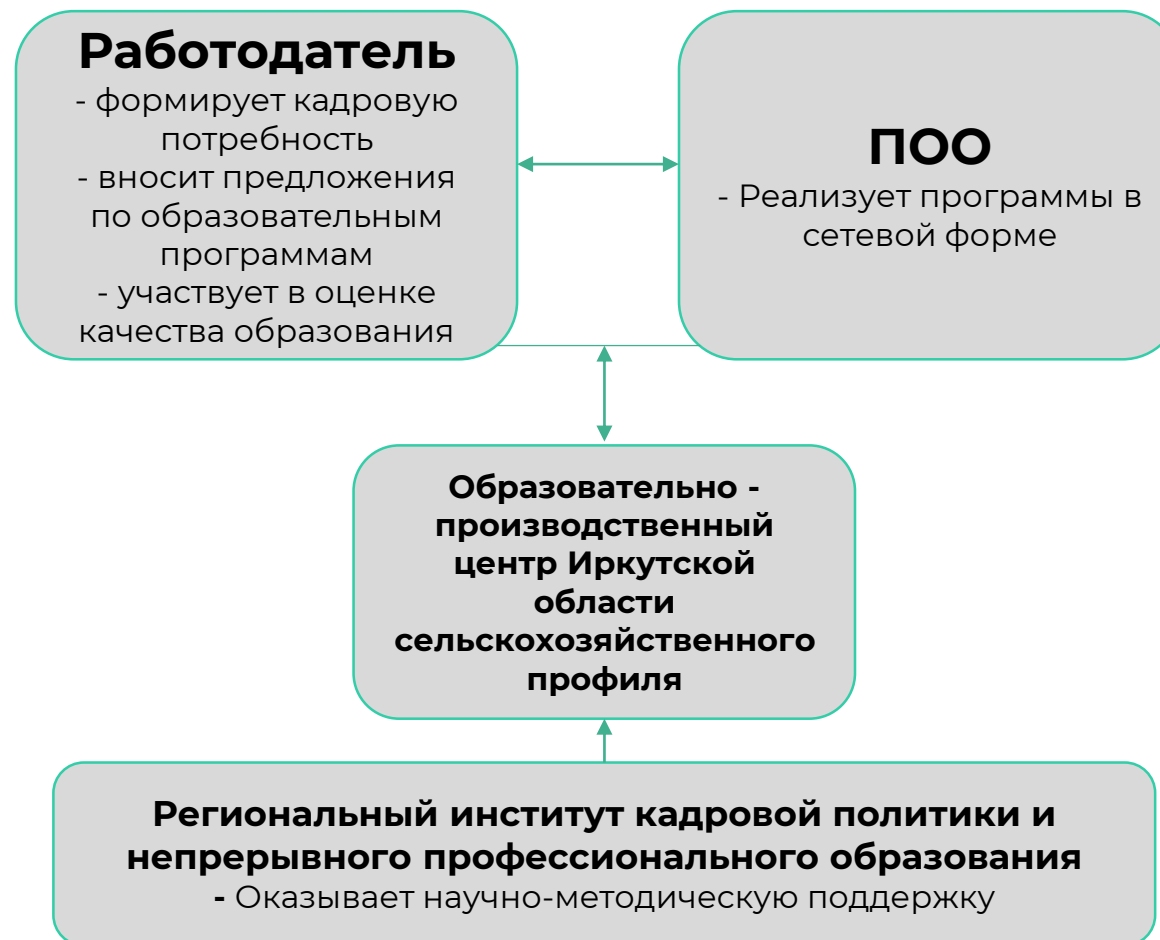 Работодатель
- формирует кадровую
потребность
- вносит предложения
по образовательным
программам
- участвует в оценке
качества образования
ПОО
- Реализует программы в
сетевой форме
Образовательно -
производственный
центр Иркутской
области
сельскохозяйственного
профиля
Региональный институт кадровой политики и
непрерывного профессионального образования
- Оказывает научно-методическую поддержку